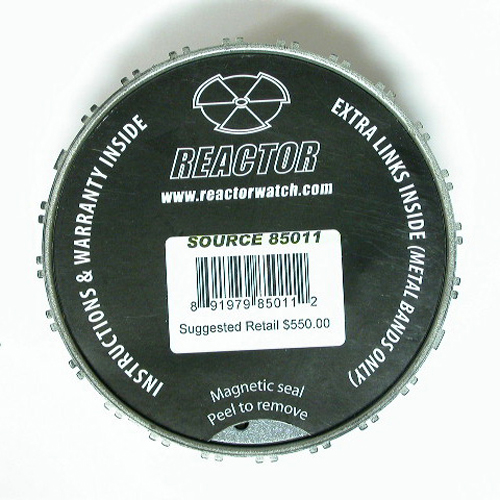 REACTOR
www.reactorwatch.com
INSTRUCTIONS & WARRANTY INSIDE
EXTRA LINKS INSIDE (METAL BANDS ONLY)
SOURCE 85011
8 91979 85011 2
Suggested Retail $550.00
Magnetic seal
Peel to remove